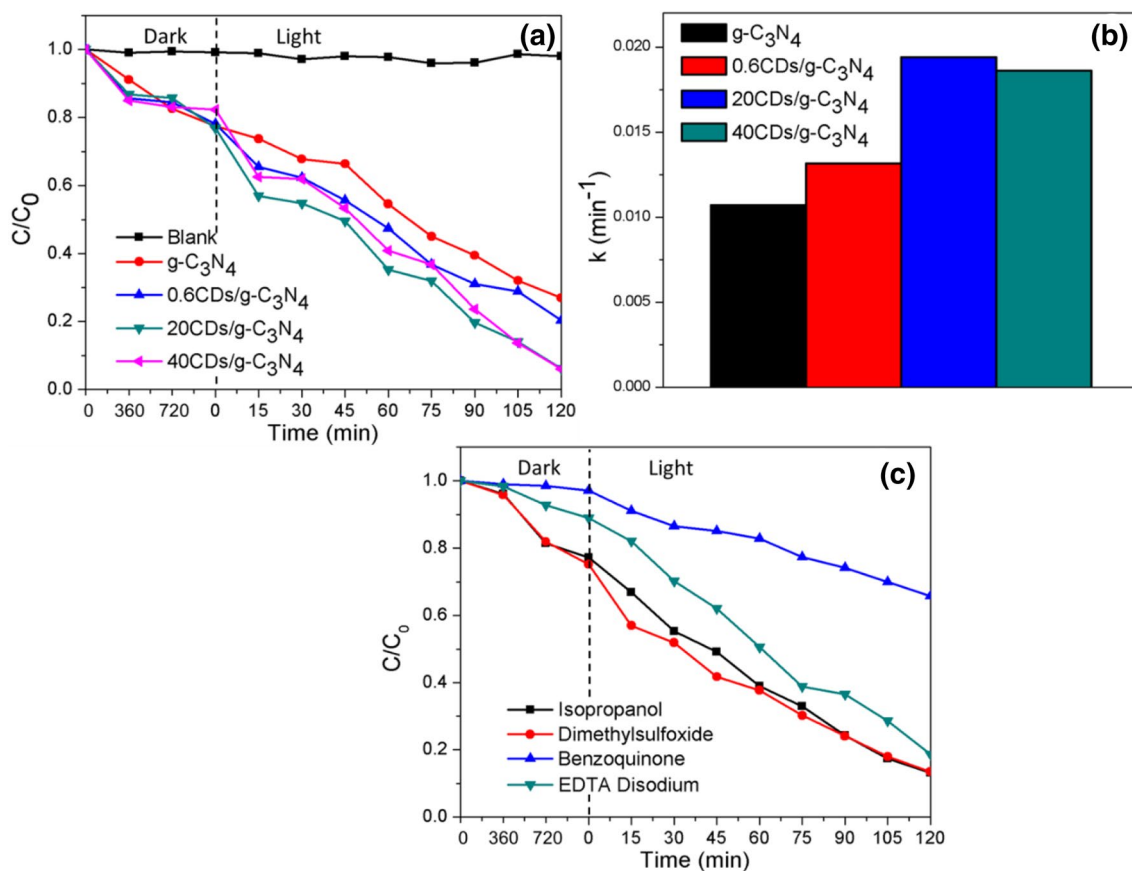 (a)
Dark Light
C/C0
1.0
0.8
0.6
0.4
0.2
0.0
Blank
g-C3N4
0.6CDs/g-C3N4
20CDs/g-C3N4
40CDs/g-C3N4
0 360 720 0 15 30 45 60 75 90 105 120
Time (min)
(b)
k (min-1)
0.020
0.015
0.010
0.005
0.000
g-C3N4
0.6CDs/g-C3N4
20CDs/g-C3N4
40CDs/g-C3N4
(c)
Dark Light
C/C0
1.0
0.8
0.6
0.4
0.2
0.0
Isopropanol
Dimethylsulfoxide
Benzoquinone
EDTA Disodium
0 360 720 0 15 30 45 60 75 90 105 120
Time (min)